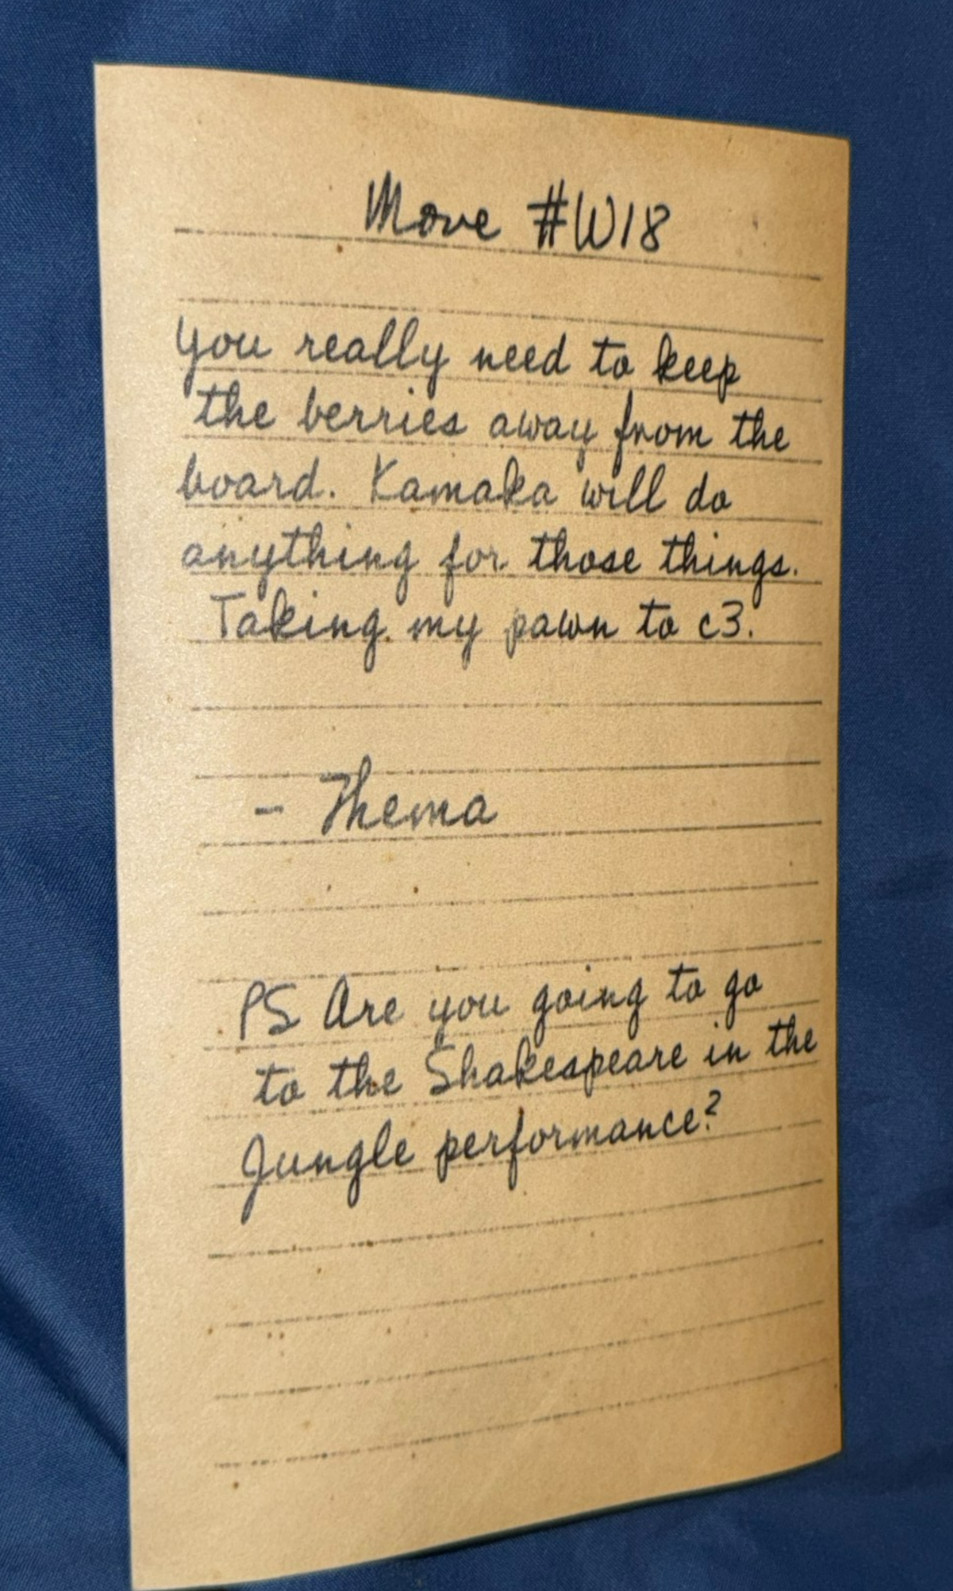 Move #W18
You really need to keep
the berries away from the
board. Kamaka will do
anything for those things.
Taking my pawn to c3.
- Thema
PS Are you going to go
to the Shakespeare in the
Jungle performance?